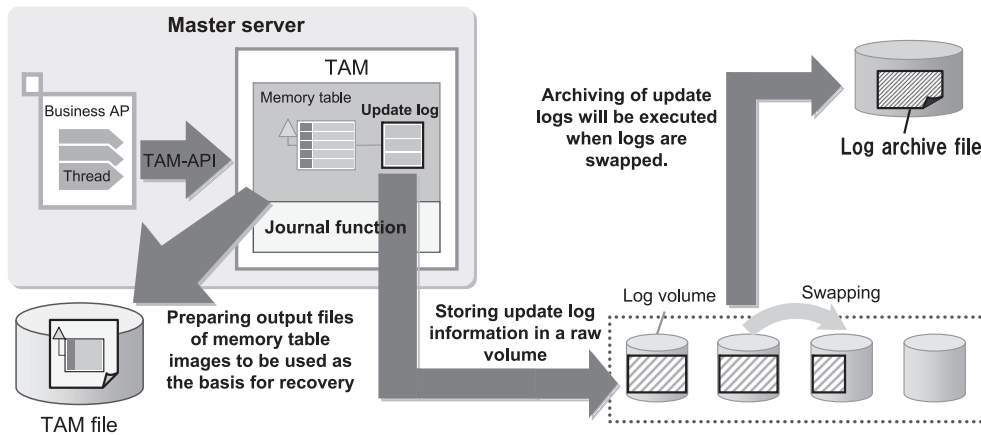 Master server
TAM
Business AP
Thread
TAM-API
Memory table
Update log
Journal function
Preparing output files
of memory table
images to be used as
the basis for recovery
TAM file
Storing update log
information in a raw
volume
Archiving of update
logs will be executed
when logs are
swapped.
Log archive file
Log volume
Swapping